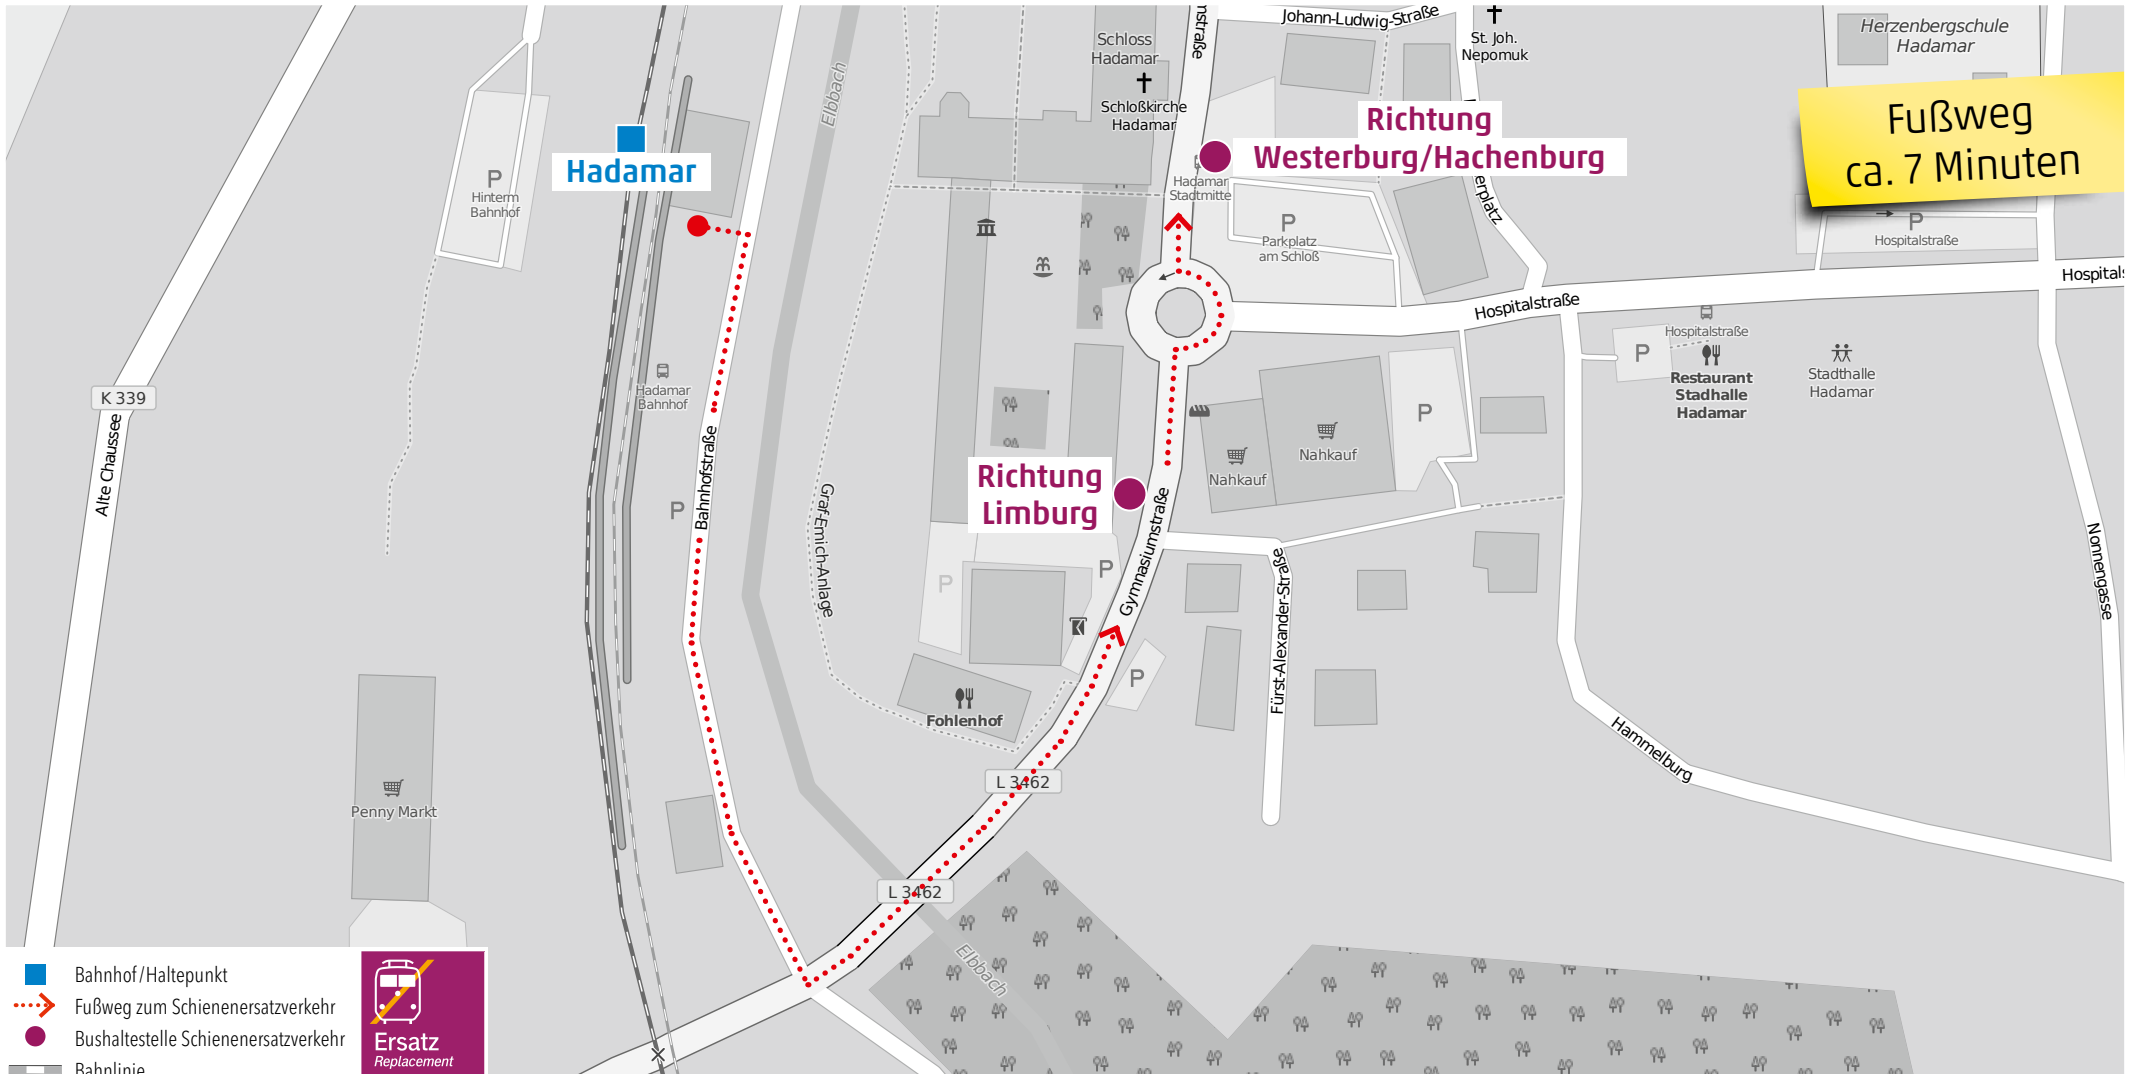 Johann-Ludwig-Straße
St. Joh.
Nepomuk
Herzenbergschule
Hadamar
Schloss
Hadamar
Schloßkirche
Hadamar
Elbbach
Fußweg
ca. 7 Minuten
Richtung
Westerburg/Hachenburg
Hadamar
P
Hinterm
Bahnhof
Hadamar
Stadtmitte
P
Parkplatz
am Schloß
P
Hospitalstraße
Hospitalstraße
Hospitals
Hospitalstraße
P
Restaurant
Stadhalle
Hadamar
Stadthalle
Hadamar
K 339
Alte Chaussee
Hadamar
Bahnhof
P
Bahnhofstraße
Graf-Emich-Anlage
Richtung
Limburg
P
Nahkauf
Nahkauf
Gymnasiumstraße
P
P
P
Fürst-Alexander-Straße
Nonnengasse
Hammelburg
Fohlenhof
L 3462
L 3462
Penny Markt
Elbbach
Bahnhof/Haltepunkt
Fußweg zum Schienenersatzverkehr
Bushaltestelle Schienenersatzverkehr
Bahnlinie
Ersatz
Replacement